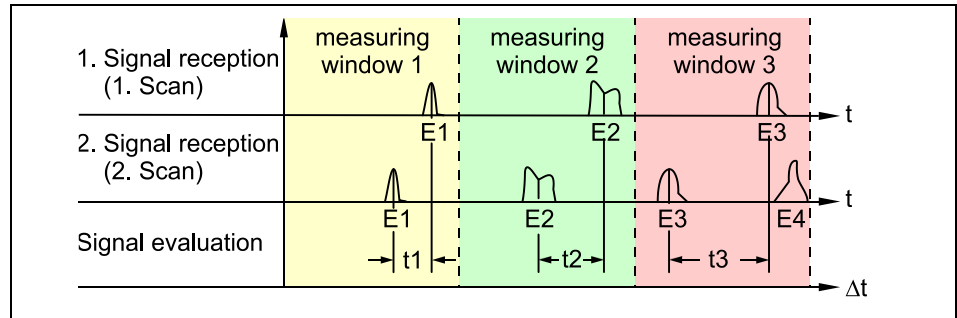 measuring window 1
measuring window 2
measuring window 3
1. Signal reception
(1. Scan)
E1
E2
E3
t
2. Signal reception
(2. Scan)
E1
E2
E3
E4
t
Signal evaluation
t1
t2
t3
Δt